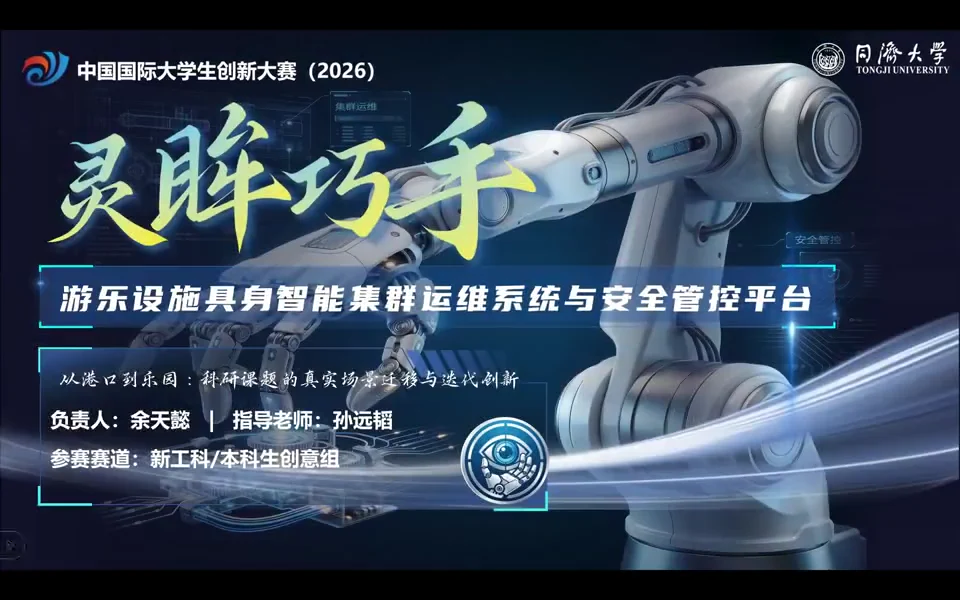 中国国际大学生创新大赛（2026）
同濟大學
TONGJI UNIVERSITY
集群运维
灵眸巧手
安全管控
游乐设施具身智能集群运维系统与安全管控平台
从港口到乐园：科研课题的真实场景迁移与迭代创新
负责人：余天懿 | 指导老师：孙远韬
参赛赛道：新工科/本科生创意组